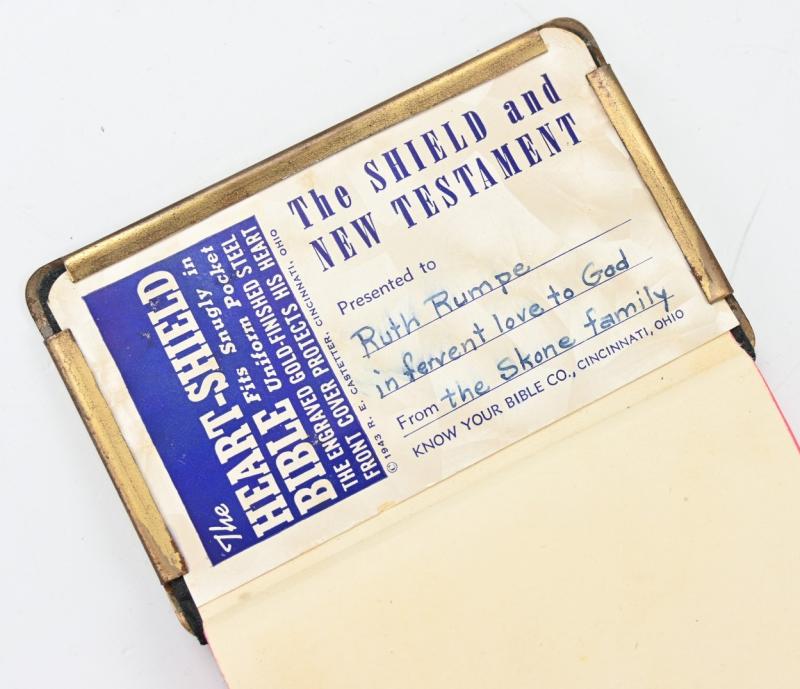 The SHIELD and
NEW TESTAMENT
Presented to
Ruth Rumpe
in fervent love to God
From the Skone family
KNOW YOUR BIBLE CO., CINCINNATI, OHIO
The
HEART-SHIELD
BIBLE Fits Snugly in
Uniform Pocket
THE ENGRAVED GOLD-FINISHED STEEL
FRONT COVER PROTECTS HIS HEART
© 1943 R. E. CASTETTER, CINCINNATI, OHIO